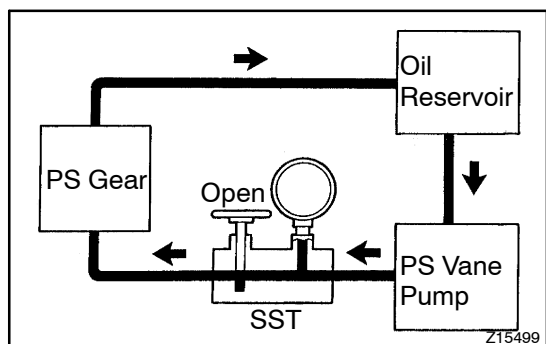 Oil
Reservoir
PS Gear
Open
PS Vane
Pump
SST
Z15499